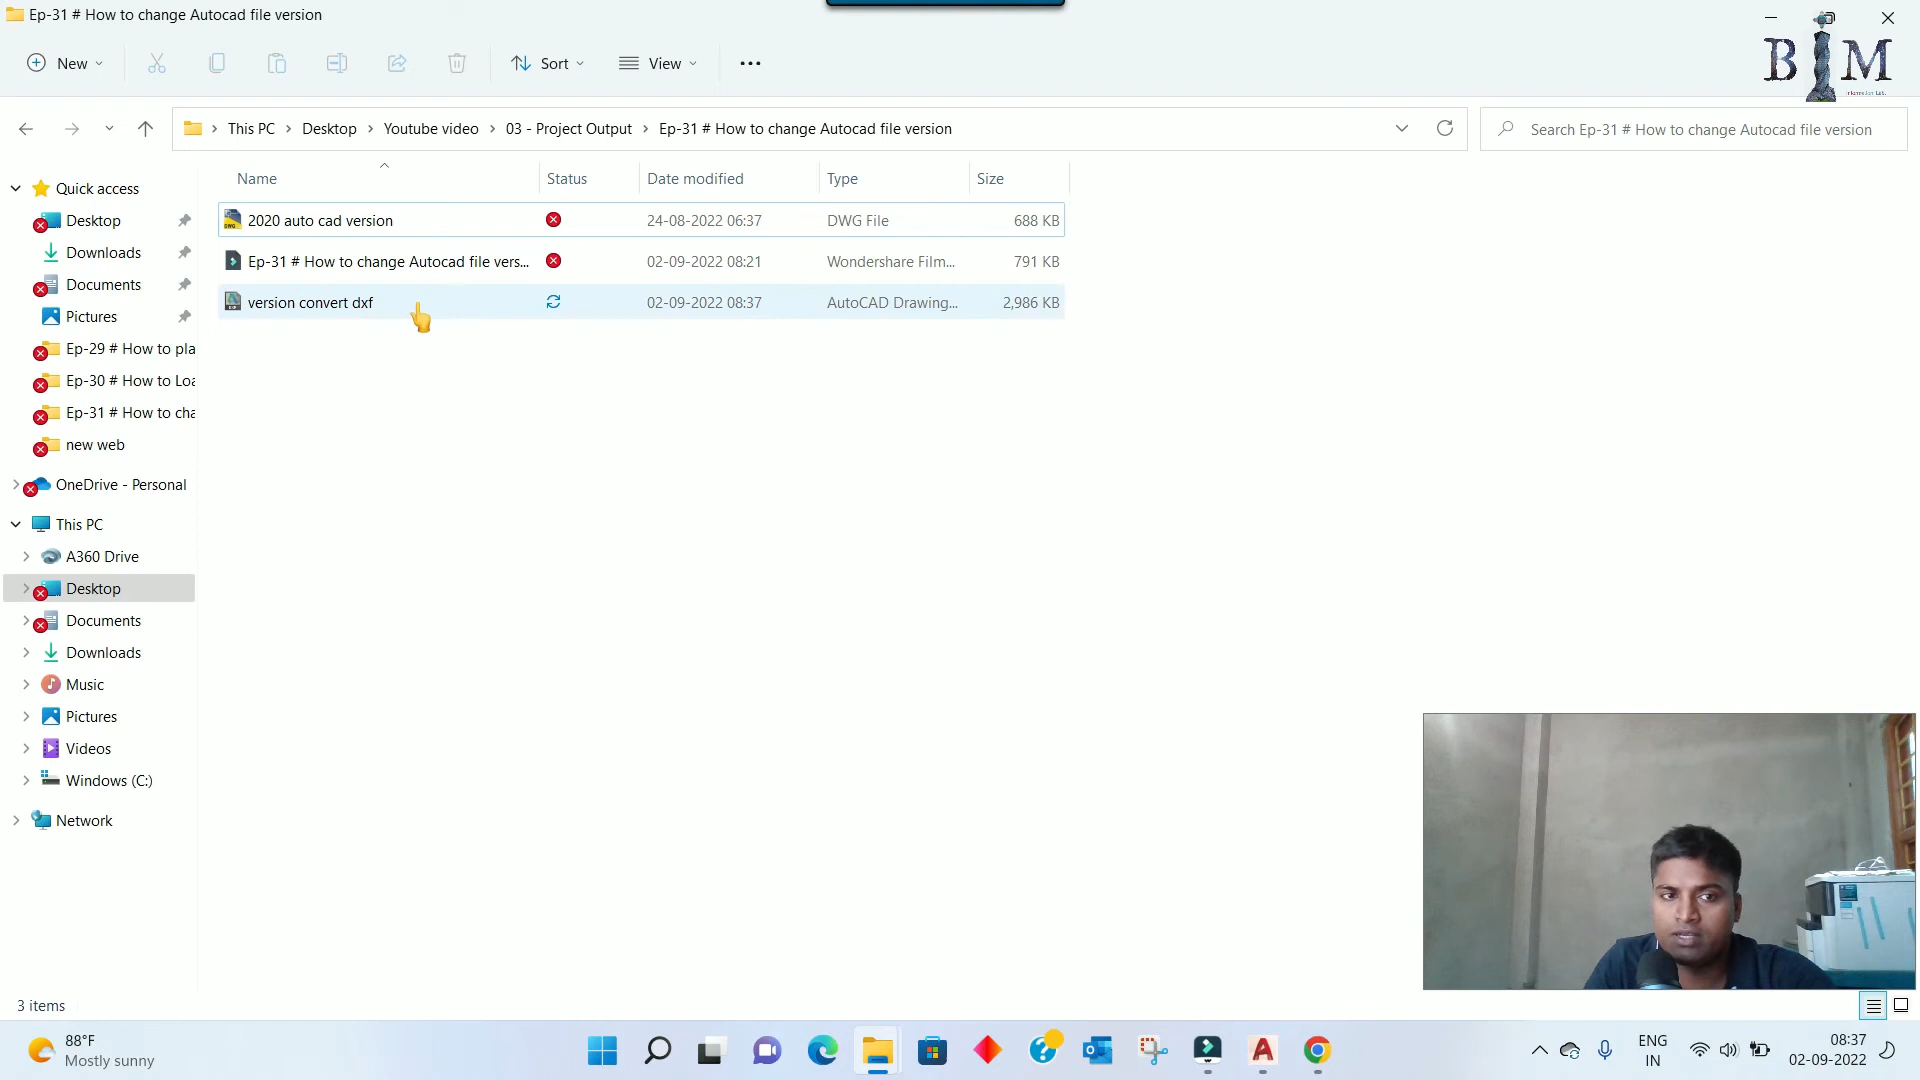 Ep-31 # How to change Autocad file version
New
Sort
View
BIM
This PC
Desktop
Youtube video
03 - Project Output
Ep-31 # How to change Autocad file version
Search Ep-31 # How to change Autocad file version
Name
Status
Date modified
Type
Size
2020 auto cad version
24-08-2022 06:37
DWG File
688 KB
Ep-31 # How to change Autocad file vers...
02-09-2022 08:21
Wondershare Film...
791 KB
version convert dxf
02-09-2022 08:37
AutoCAD Drawing...
2,986 KB
Quick access
Desktop
Downloads
Documents
Pictures
Ep-29 # How to pla
Ep-30 # How to Loa
Ep-31 # How to cha
new web
OneDrive - Personal
This PC
A360 Drive
Desktop
Documents
Downloads
Music
Pictures
Videos
Windows (C:)
Network
3 items
88°F
Mostly sunny
ENG
IN
08:37
02-09-2022